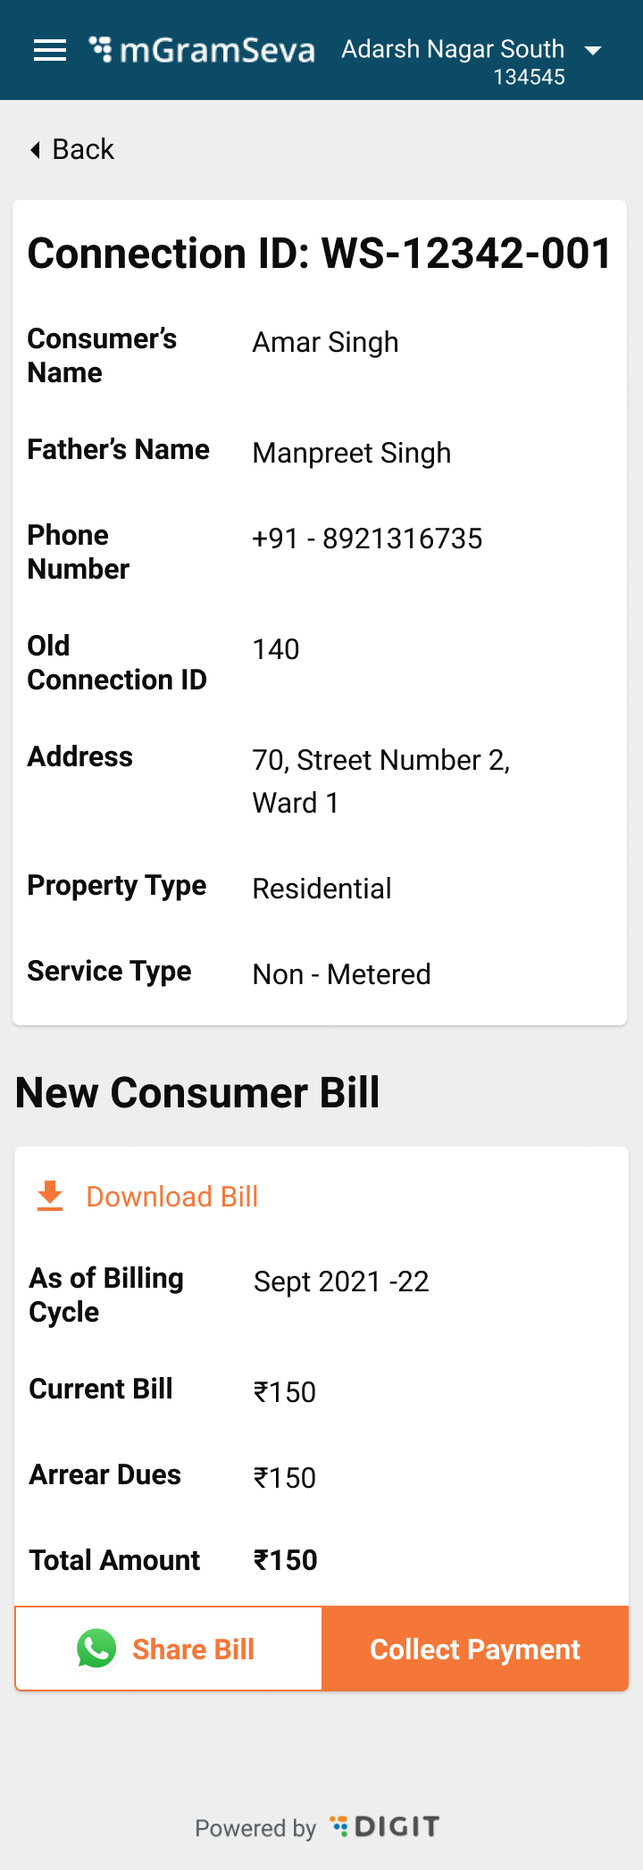 mGramSeva
Adarsh Nagar South
134545
Back
Connection ID: WS-12342-001
Consumer’s
Name
Amar Singh
Father’s Name
Manpreet Singh
Phone
Number
+91 - 8921316735
Old
Connection ID
140
Address
70, Street Number 2,
Ward 1
Property Type
Residential
Service Type
Non - Metered
New Consumer Bill
Download Bill
As of Billing
Cycle
Sept 2021 -22
Current Bill
₹150
Arrear Dues
₹150
Total Amount
₹150
Share Bill
Collect Payment
Powered by DIGIT